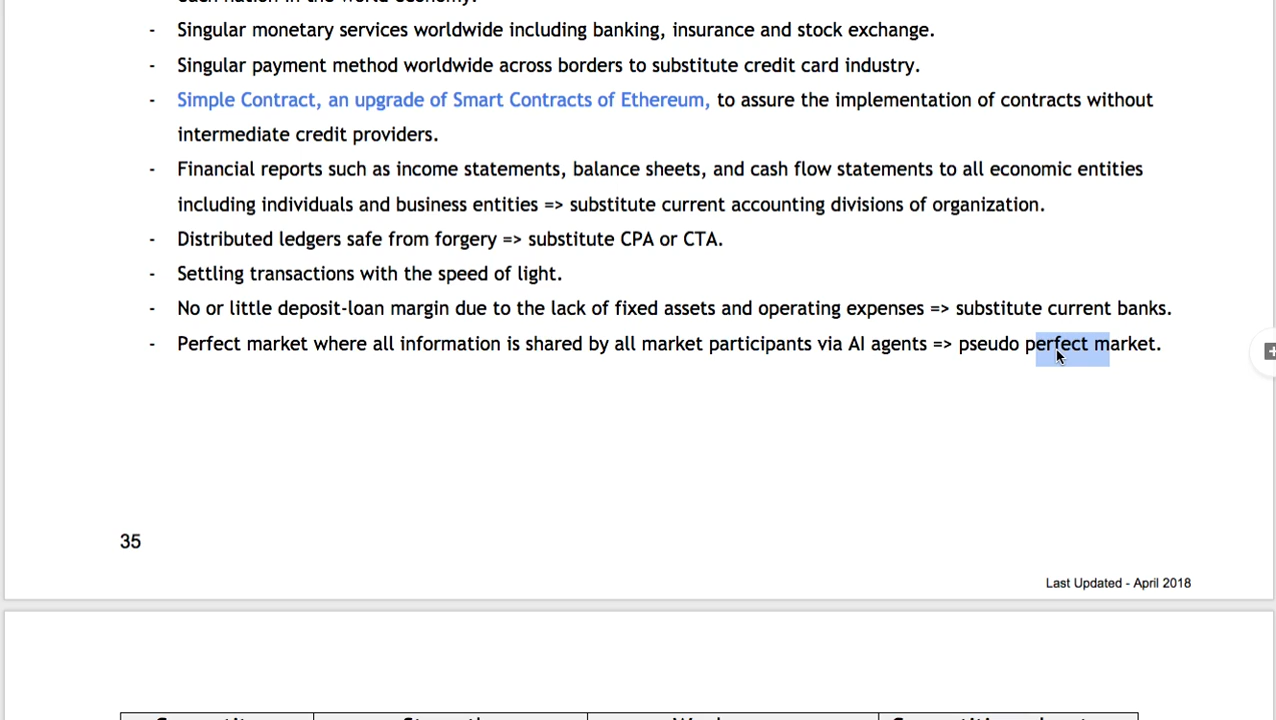 - Singular monetary services worldwide including banking, insurance and stock exchange.
- Singular payment method worldwide across borders to substitute credit card industry.
- Simple Contract, an upgrade of Smart Contracts of Ethereum, to assure the implementation of contracts without
intermediate credit providers.
- Financial reports such as income statements, balance sheets, and cash flow statements to all economic entities
including individuals and business entities => substitute current accounting divisions of organization.
- Distributed ledgers safe from forgery => substitute CPA or CTA.
- Settling transactions with the speed of light.
- No or little deposit-loan margin due to the lack of fixed assets and operating expenses => substitute current banks.
- Perfect market where all information is shared by all market participants via AI agents => pseudo perfect market.
35
Last Updated - April 2018